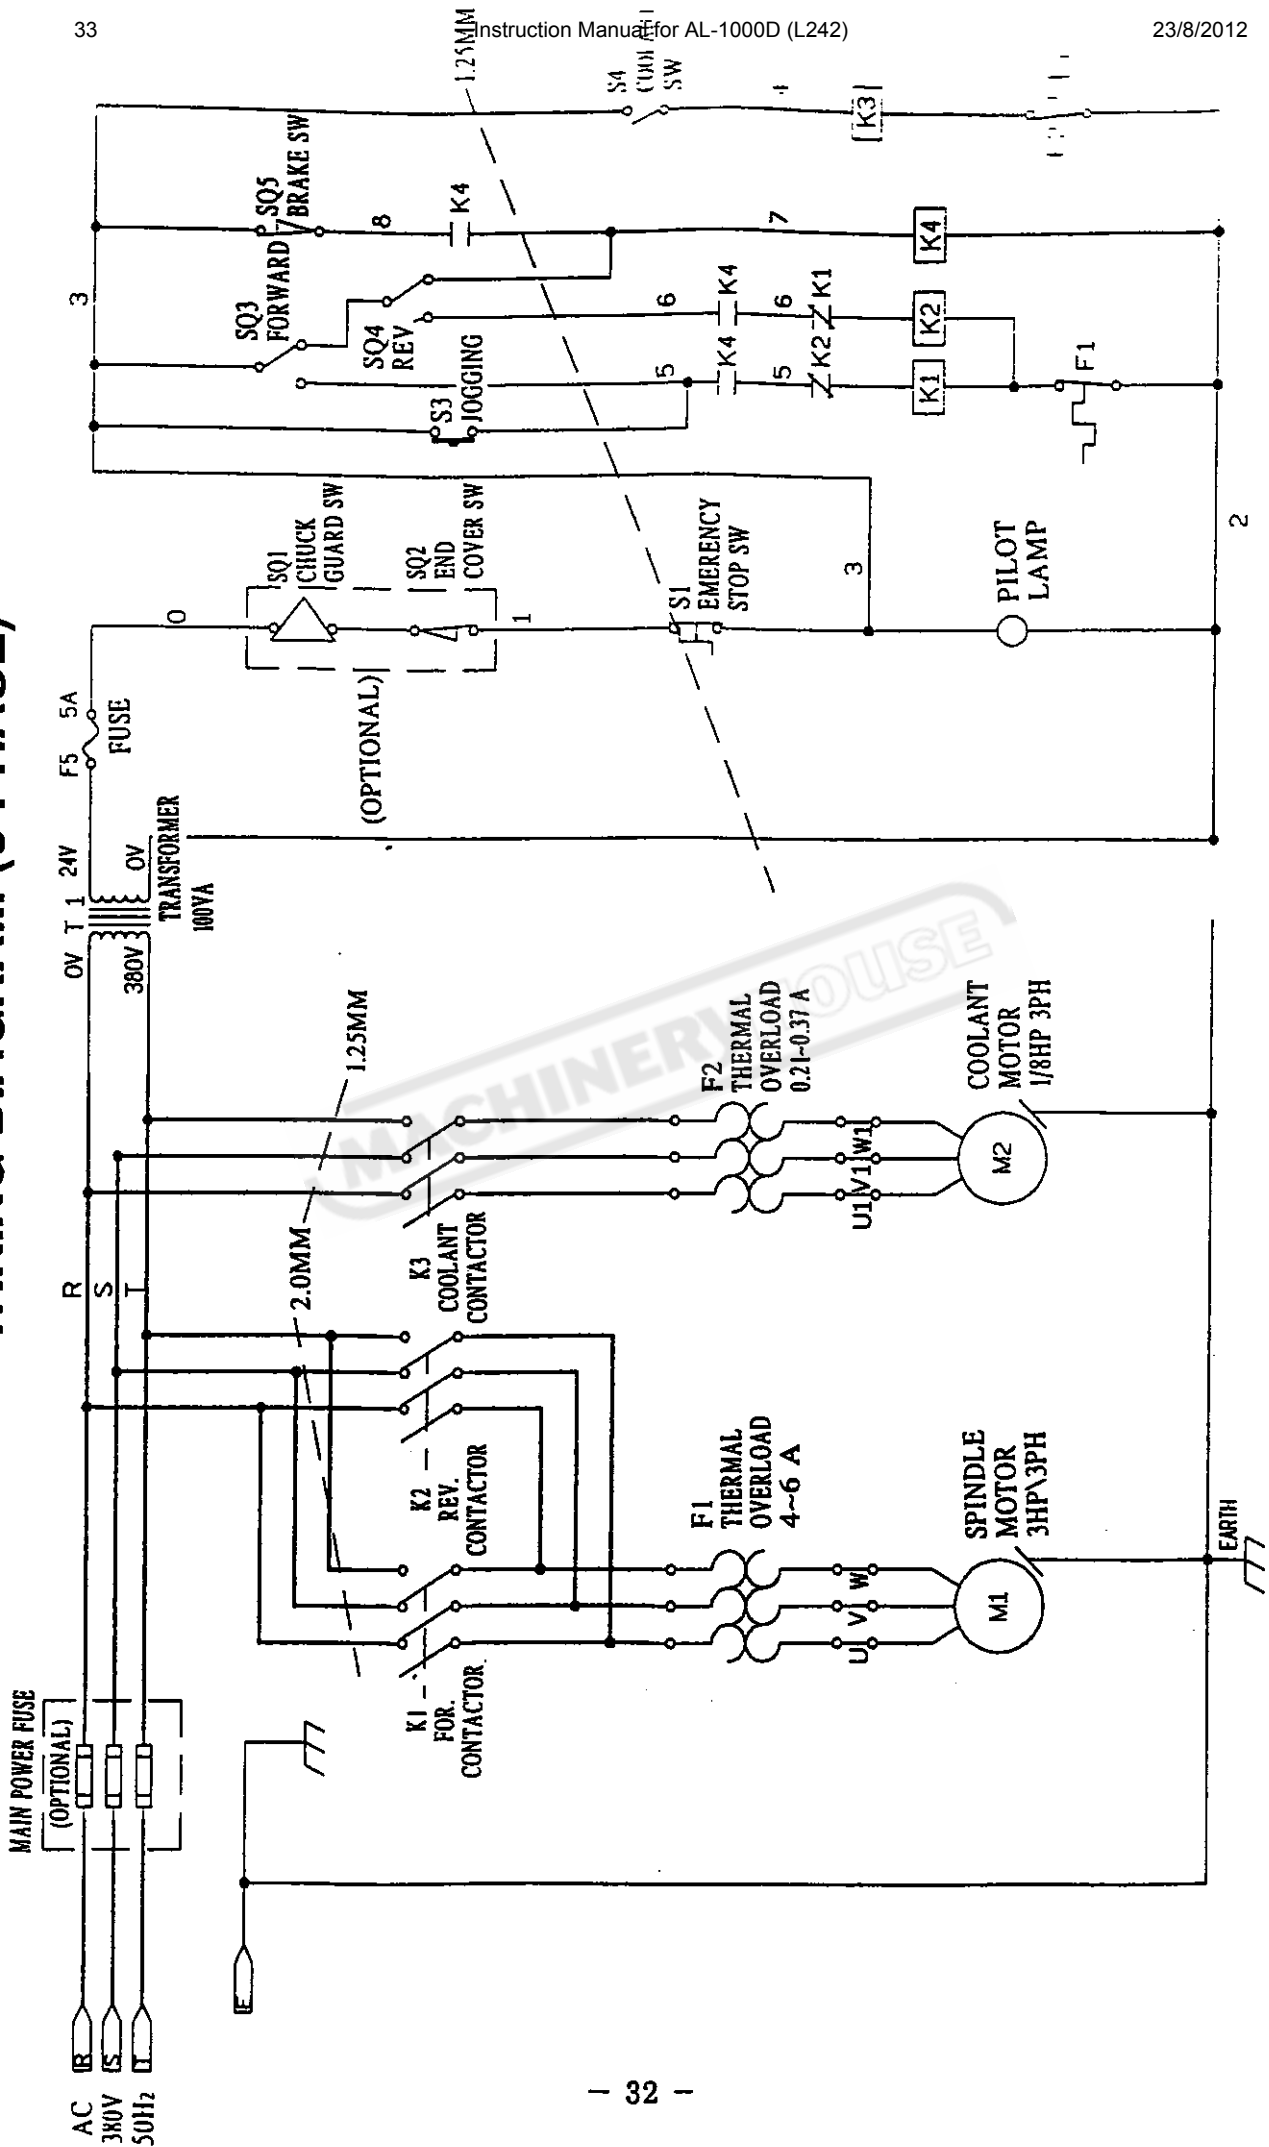 33
Instruction Manual for AL-1000D (L242)
23/8/2012
AC
380V
50Hz
R
S
T
E
MAIN POWER FUSE
(OPTIONAL)
R
S
T
0V
T 1
24V
380V
0V
TRANSFORMER
100VA
F5
5A
FUSE
0
SQ1
CHUCK
GUARD SW
SQ2
END
COVER SW
(OPTIONAL)
1
S1
EMERENCY
STOP SW
3
PILOT
LAMP
2
3
S3
JOGGING
SQ3
FORWARD
SQ4
REV
SQ5
BRAKE SW
8
K4
7
K4
6
K4
6
K1
K2
5
K4
5
K2
K1
F1
1.25MM
S4
SW
4
K3
2.0MM
1.25MM
K1
FOR.
CONTACTOR
K2
REV.
CONTACTOR
K3
COOLANT
CONTACTOR
F1
THERMAL
OVERLOAD
4~6 A
F2
THERMAL
OVERLOAD
0.21~0.37 A
U
V
W
U1
V1
W1
M1
SPINDLE
MOTOR
3HP\3PH
M2
COOLANT
MOTOR
1/8HP 3PH
EARTH
MACHINERYHOUSE
- 32 -